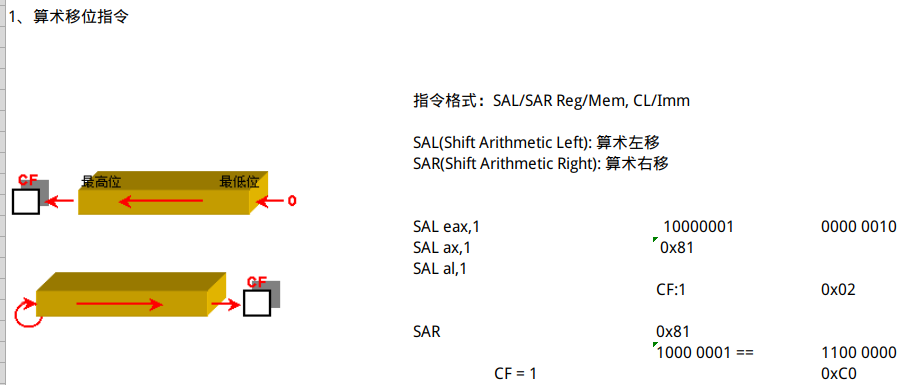 1、算术移位指令
指令格式：SAL/SAR Reg/Mem, CL/Imm
SAL(Shift Arithmetic Left): 算术左移
SAR(Shift Arithmetic Right): 算术右移
CF 最高位 最低位 0
SAL eax,1 10000001 0000 0010
SAL ax,1 0x81
SAL al,1
CF
CF:1 0x02
SAR 0x81
1000 0001 == 1100 0000
CF = 1 0xC0